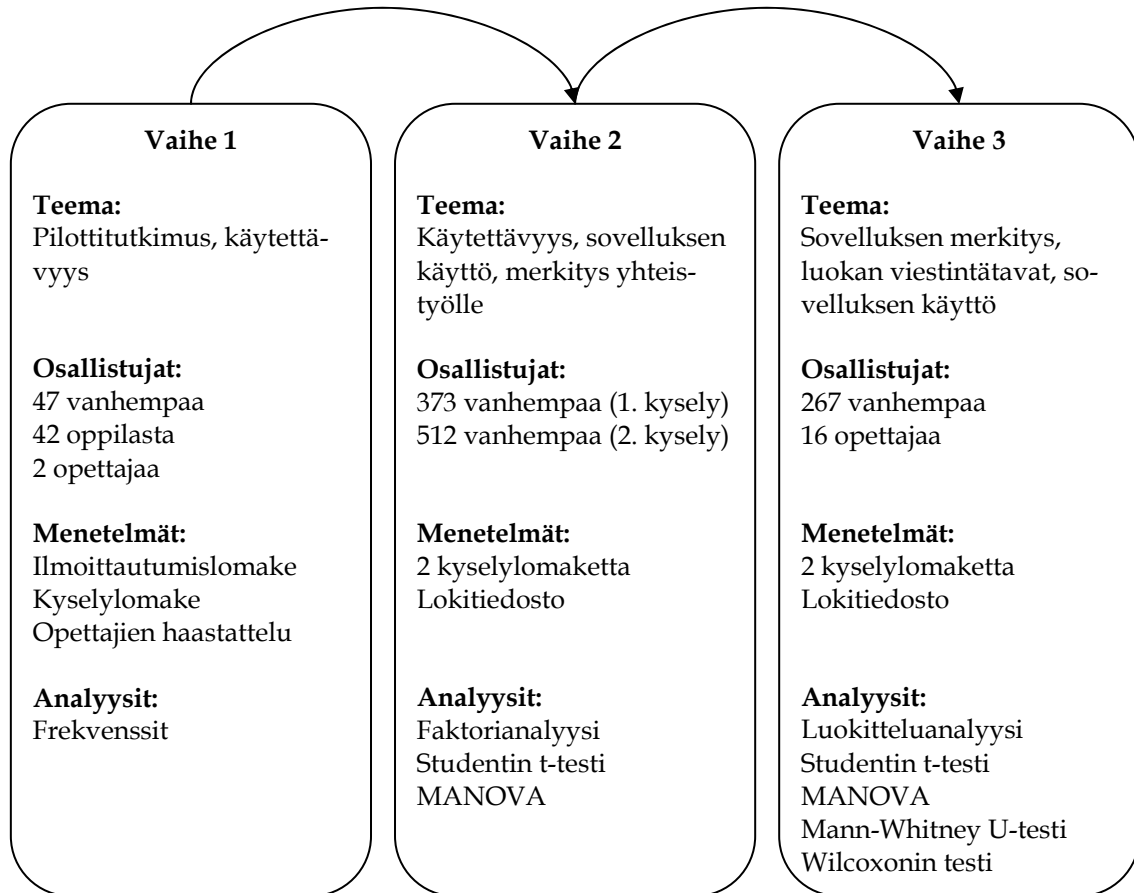 Vaihe 1
Teema:
Pilottitutkimus, käytettä-
vyys
Osallistujat:
47 vanhempaa
42 oppilasta
2 opettajaa
Menetelmät:
Ilmoittautumislomake
Kyselylomake
Opettajien haastattelu
Analyysit:
Frekvenssit
Vaihe 2
Teema:
Käytettävyys, sovelluksen
käyttö, merkitys yhteis-
työlle
Osallistujat:
373 vanhempaa (1. kysely)
512 vanhempaa (2. kysely)
Menetelmät:
2 kyselylomaketta
Lokitiedosto
Analyysit:
Faktorianalyysi
Studentin t-testi
MANOVA
Vaihe 3
Teema:
Sovelluksen merkitys,
luokan viestintätavat, so-
velluksen käyttö
Osallistujat:
267 vanhempaa
16 opettajaa
Menetelmät:
2 kyselylomaketta
Lokitiedosto
Analyysit:
Luokitteluanalyysi
Studentin t-testi
MANOVA
Mann-Whitney U-testi
Wilcoxonin testi